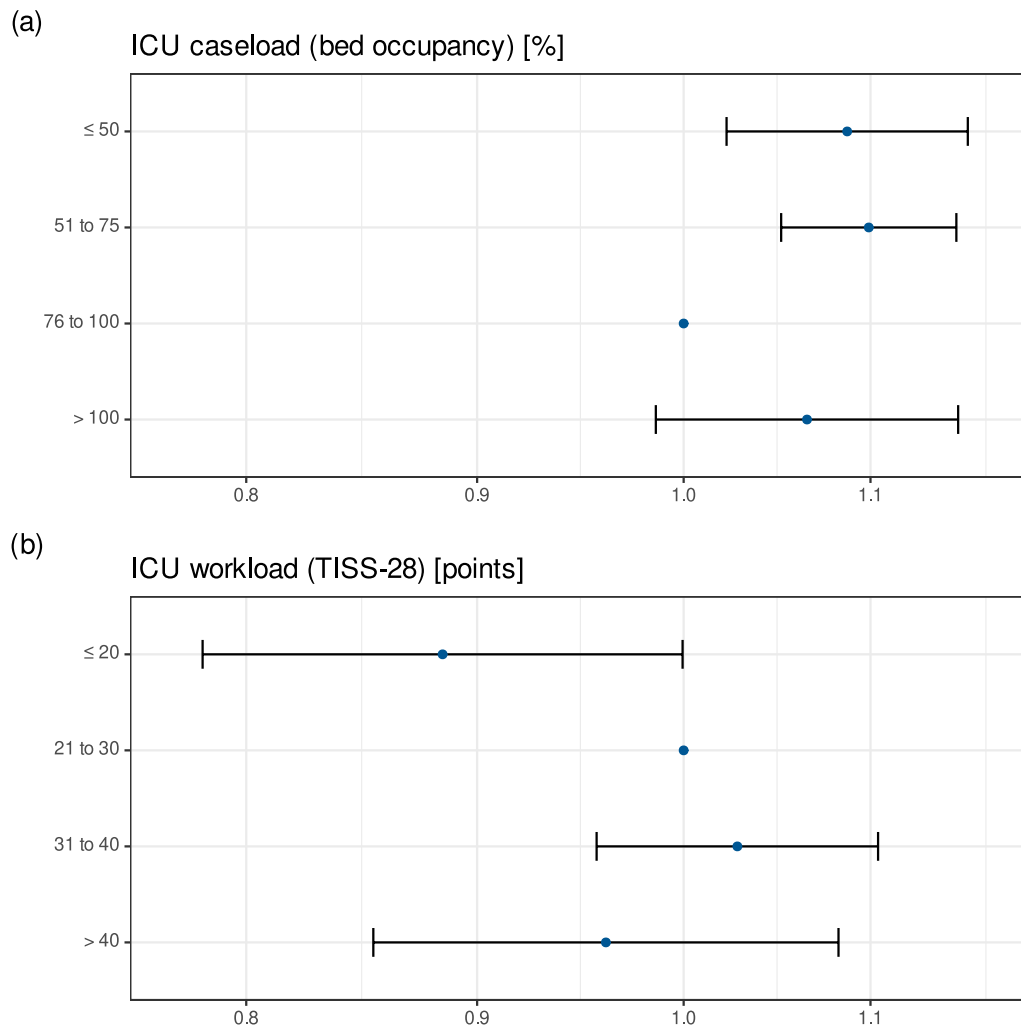 (a)
ICU caseload (bed occupancy) [%]
≤ 50
51 to 75
76 to 100
> 100
0.8 0.9 1.0 1.1
(b)
ICU workload (TISS-28) [points]
≤ 20
21 to 30
31 to 40
> 40
0.8 0.9 1.0 1.1